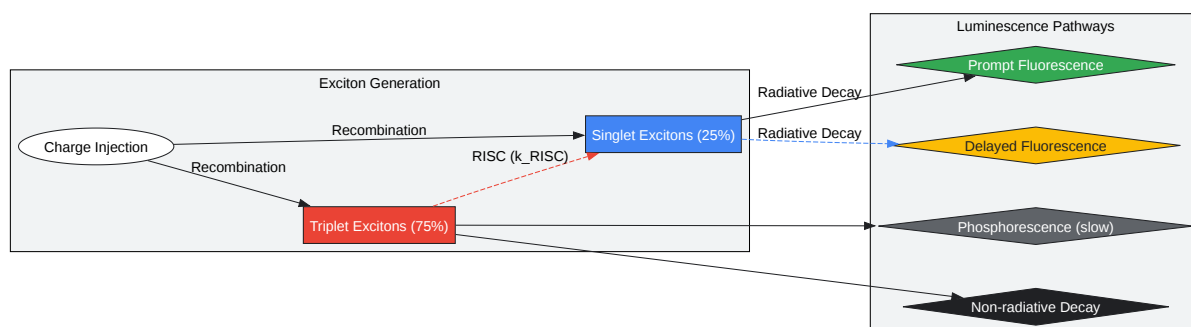 Luminescence Pathways
Prompt Fluorescence
Exciton Generation
Radiative Decay
Recombination
Singlet Excitons (25%)
Radiative Decay
Charge Injection
Delayed Fluorescence
RISC (k_RISC)
Recombination
Triplet Excitons (75%)
Phosphorescence (slow)
Non-radiative Decay